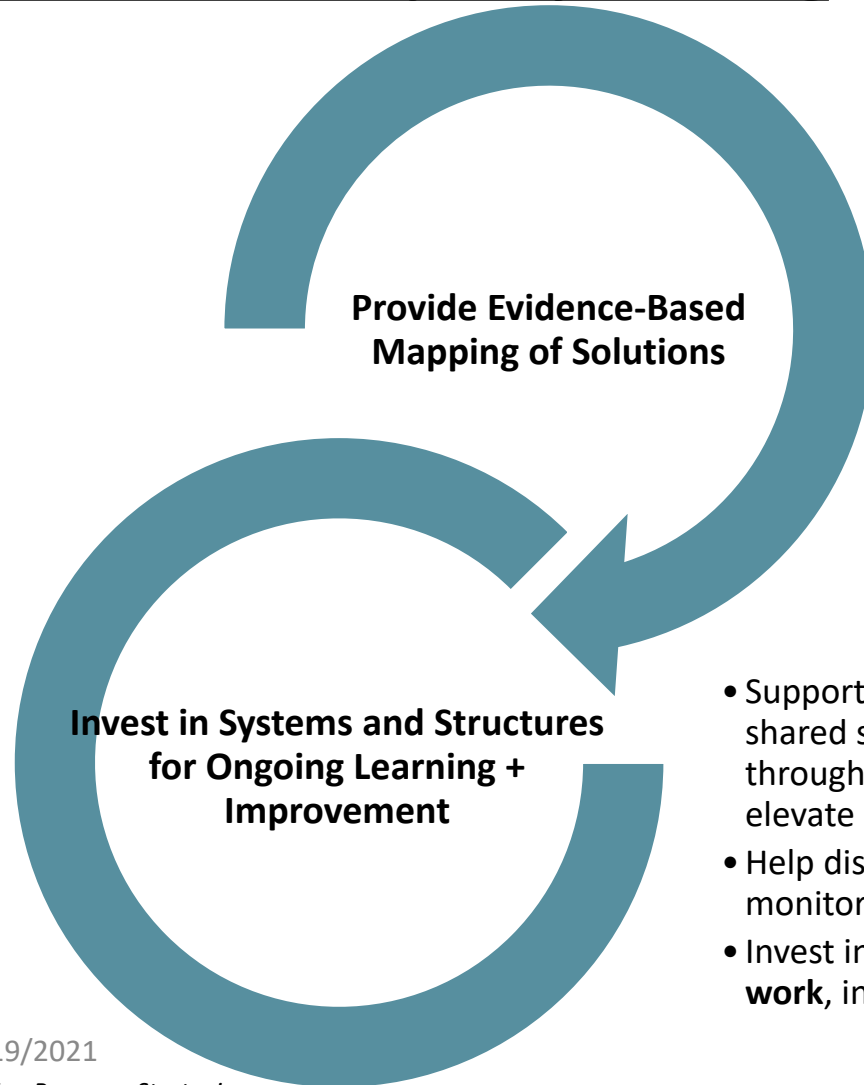 Provide Evidence-Based
Mapping of Solutions
Invest in Systems and Structures
for Ongoing Learning +
Improvement
• Support
shared s
through
elevate
• Help dis
monitor
• Invest in
work, in
19/2021